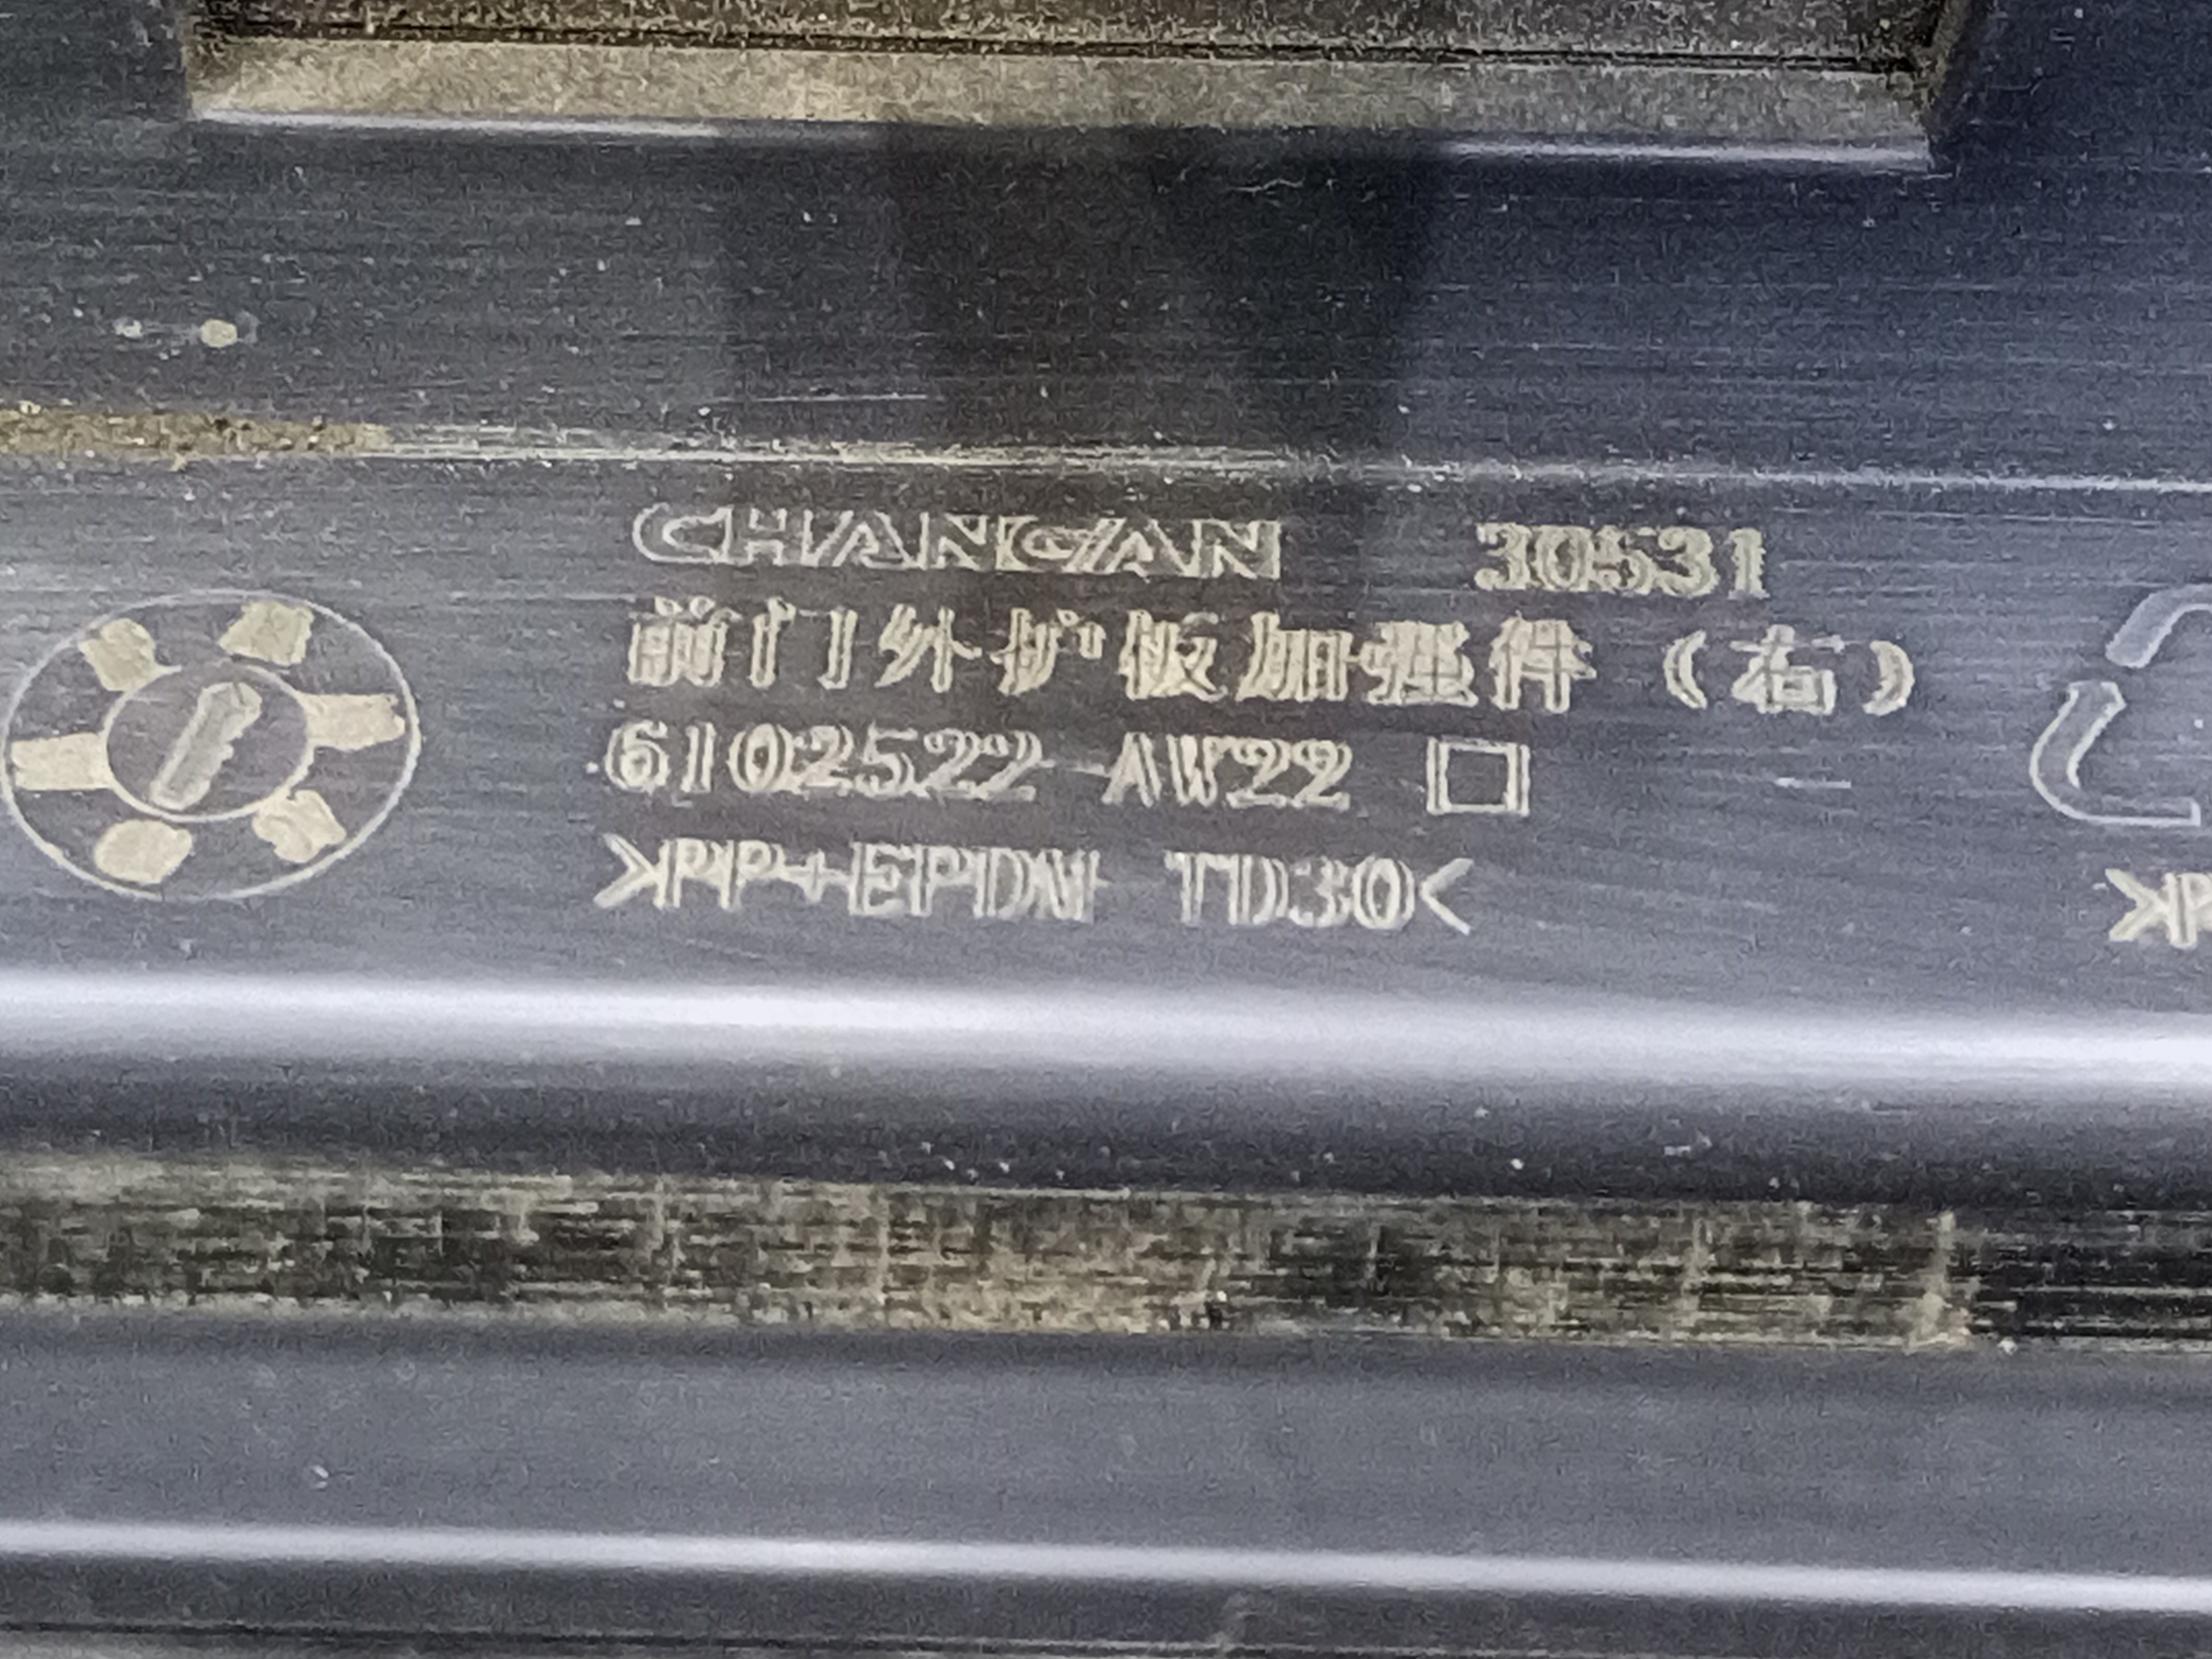 CHANGAN 30531
前门外护板加强件（右）
6102522-AW22 □
>PP+EPDM TD30<
>P